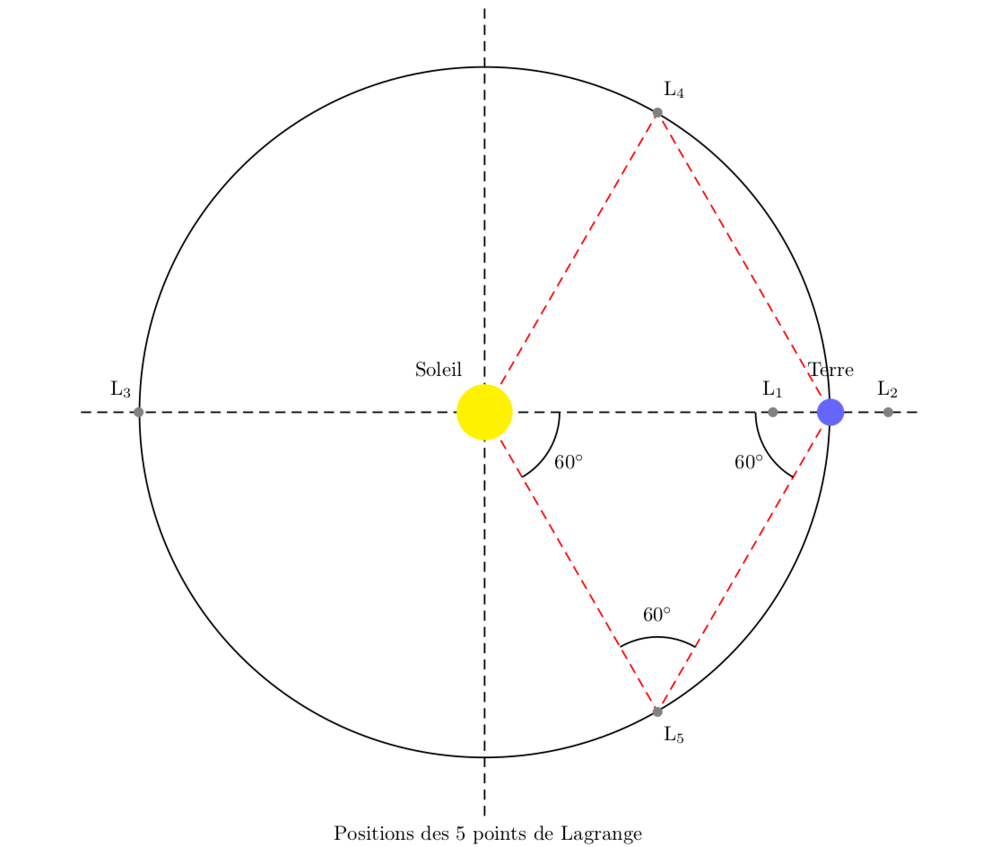 L₄
Soleil
Terre
L₃
L₁
L₂
60°
60°
60°
L₅
Positions des 5 points de Lagrange